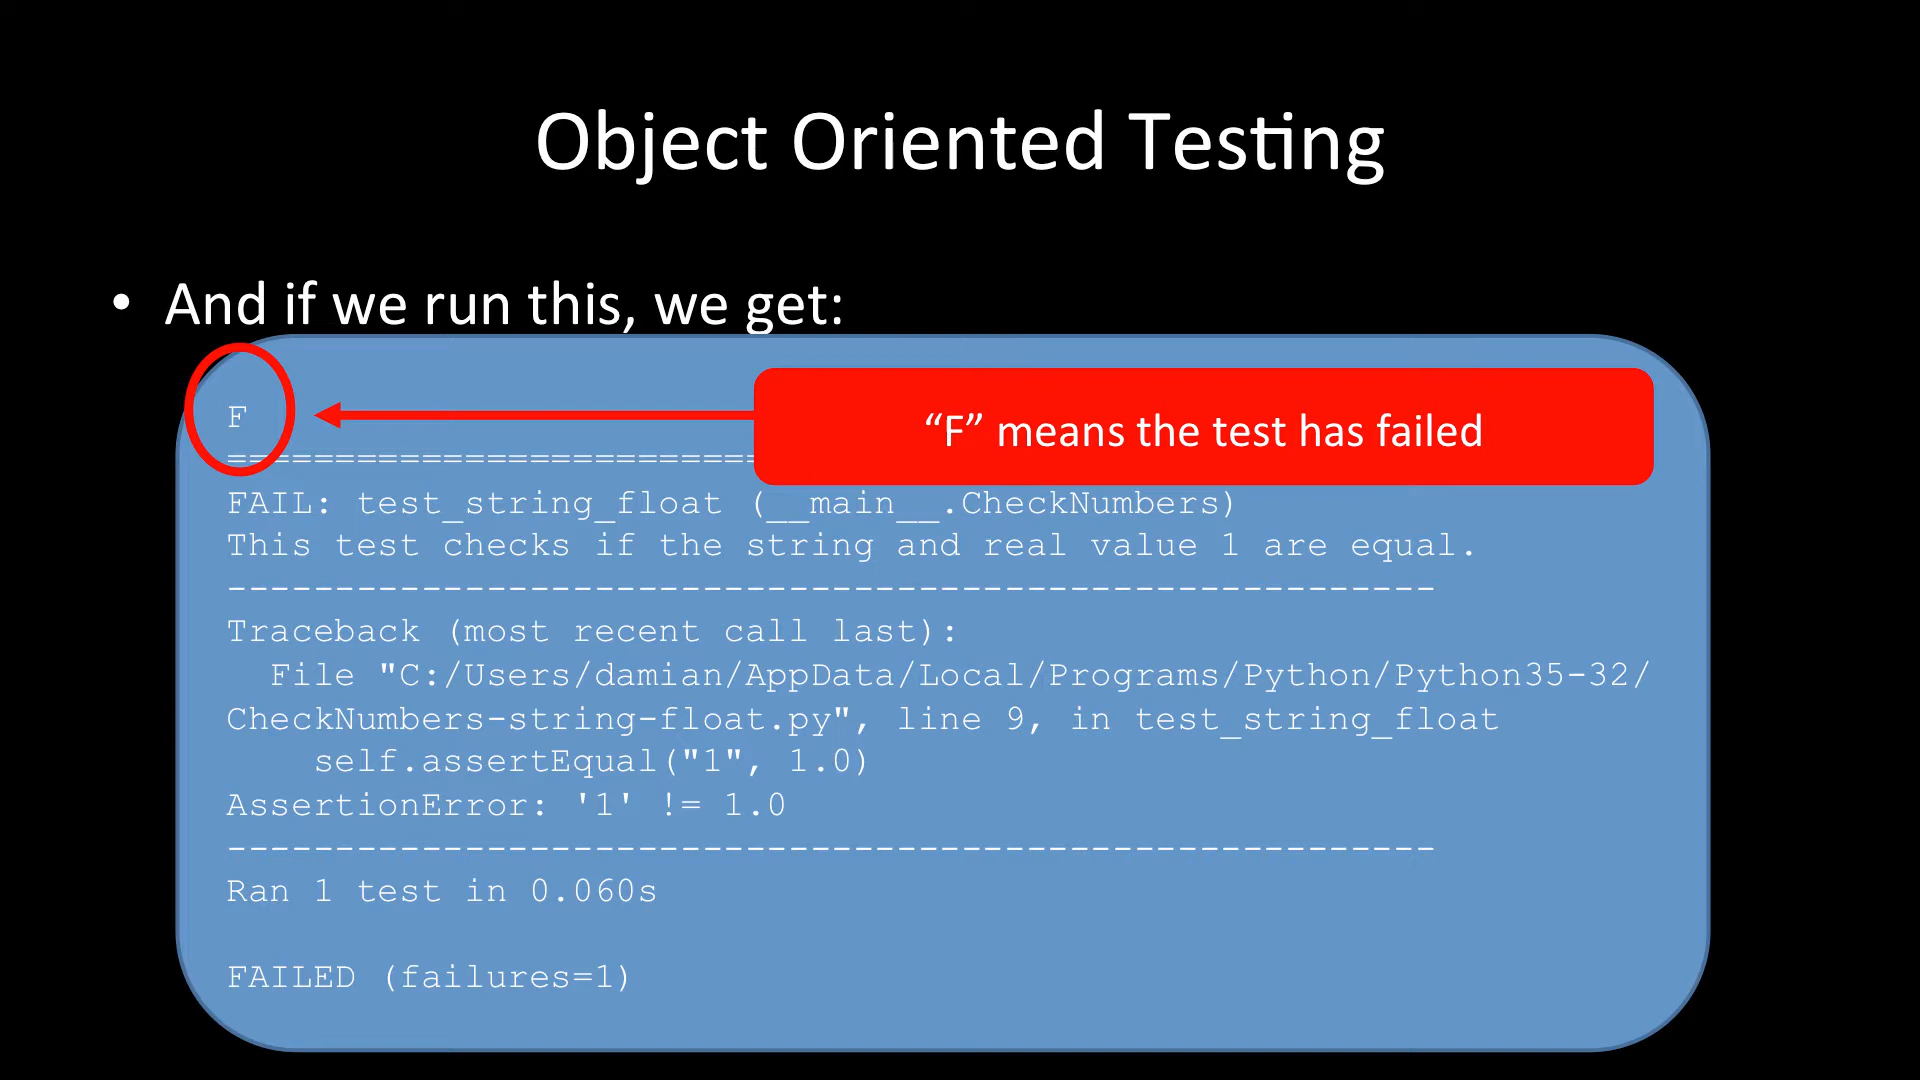 Object Oriented Testing
• And if we run this, we get:
F
“F” means the test has failed
=========================
FAIL: test_string_float (__main__.CheckNumbers)
This test checks if the string and real value 1 are equal.
--------------------------------------------------------
Traceback (most recent call last):
  File "C:/Users/damian/AppData/Local/Programs/Python/Python35-32/
CheckNumbers-string-float.py", line 9, in test_string_float
    self.assertEqual("1", 1.0)
AssertionError: '1' != 1.0
--------------------------------------------------------
Ran 1 test in 0.060s
FAILED (failures=1)